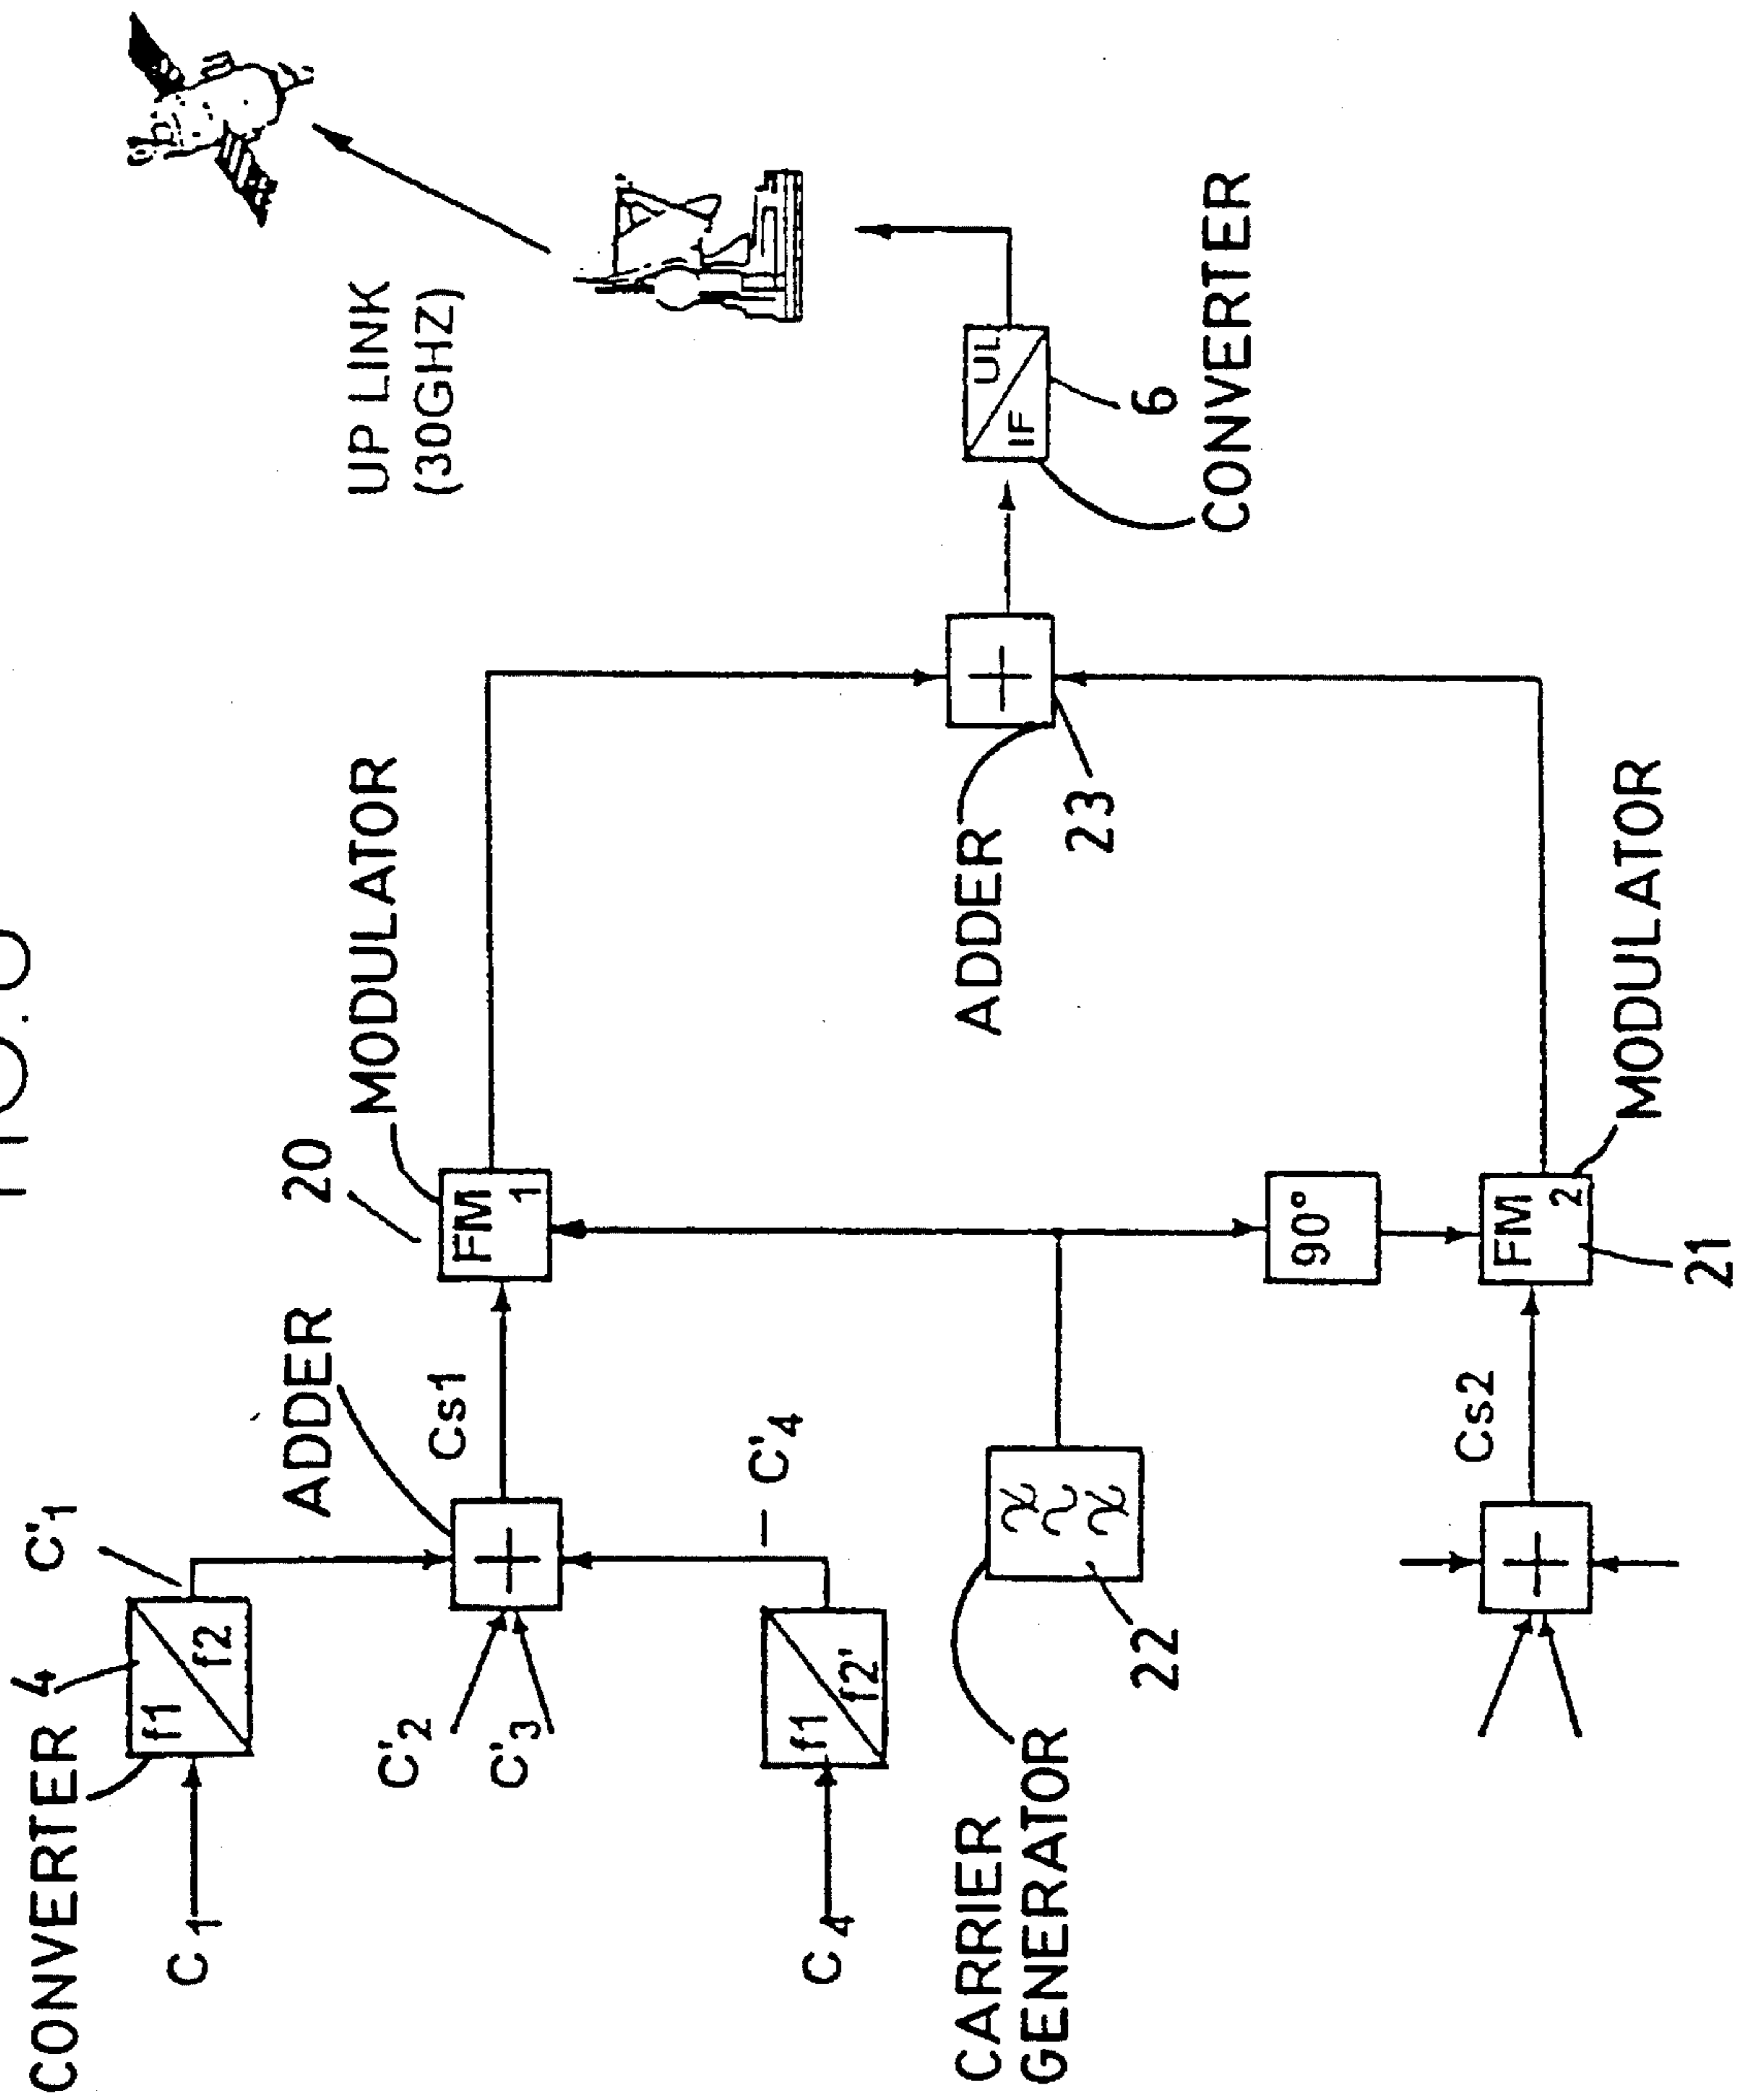 CONVERTER 4
f1
f2
C'1
C1
ADDER
20
MODULATOR
UP LINK
(30GHZ)
C'2
C'3
Cs1
FM
1
C4
f1
f2'
C'4
CARRIER
GENERATOR
22
ADDER
23
IF
UL
6
CONVERTER
90°
Cs2
FM
2
21
MODULATOR